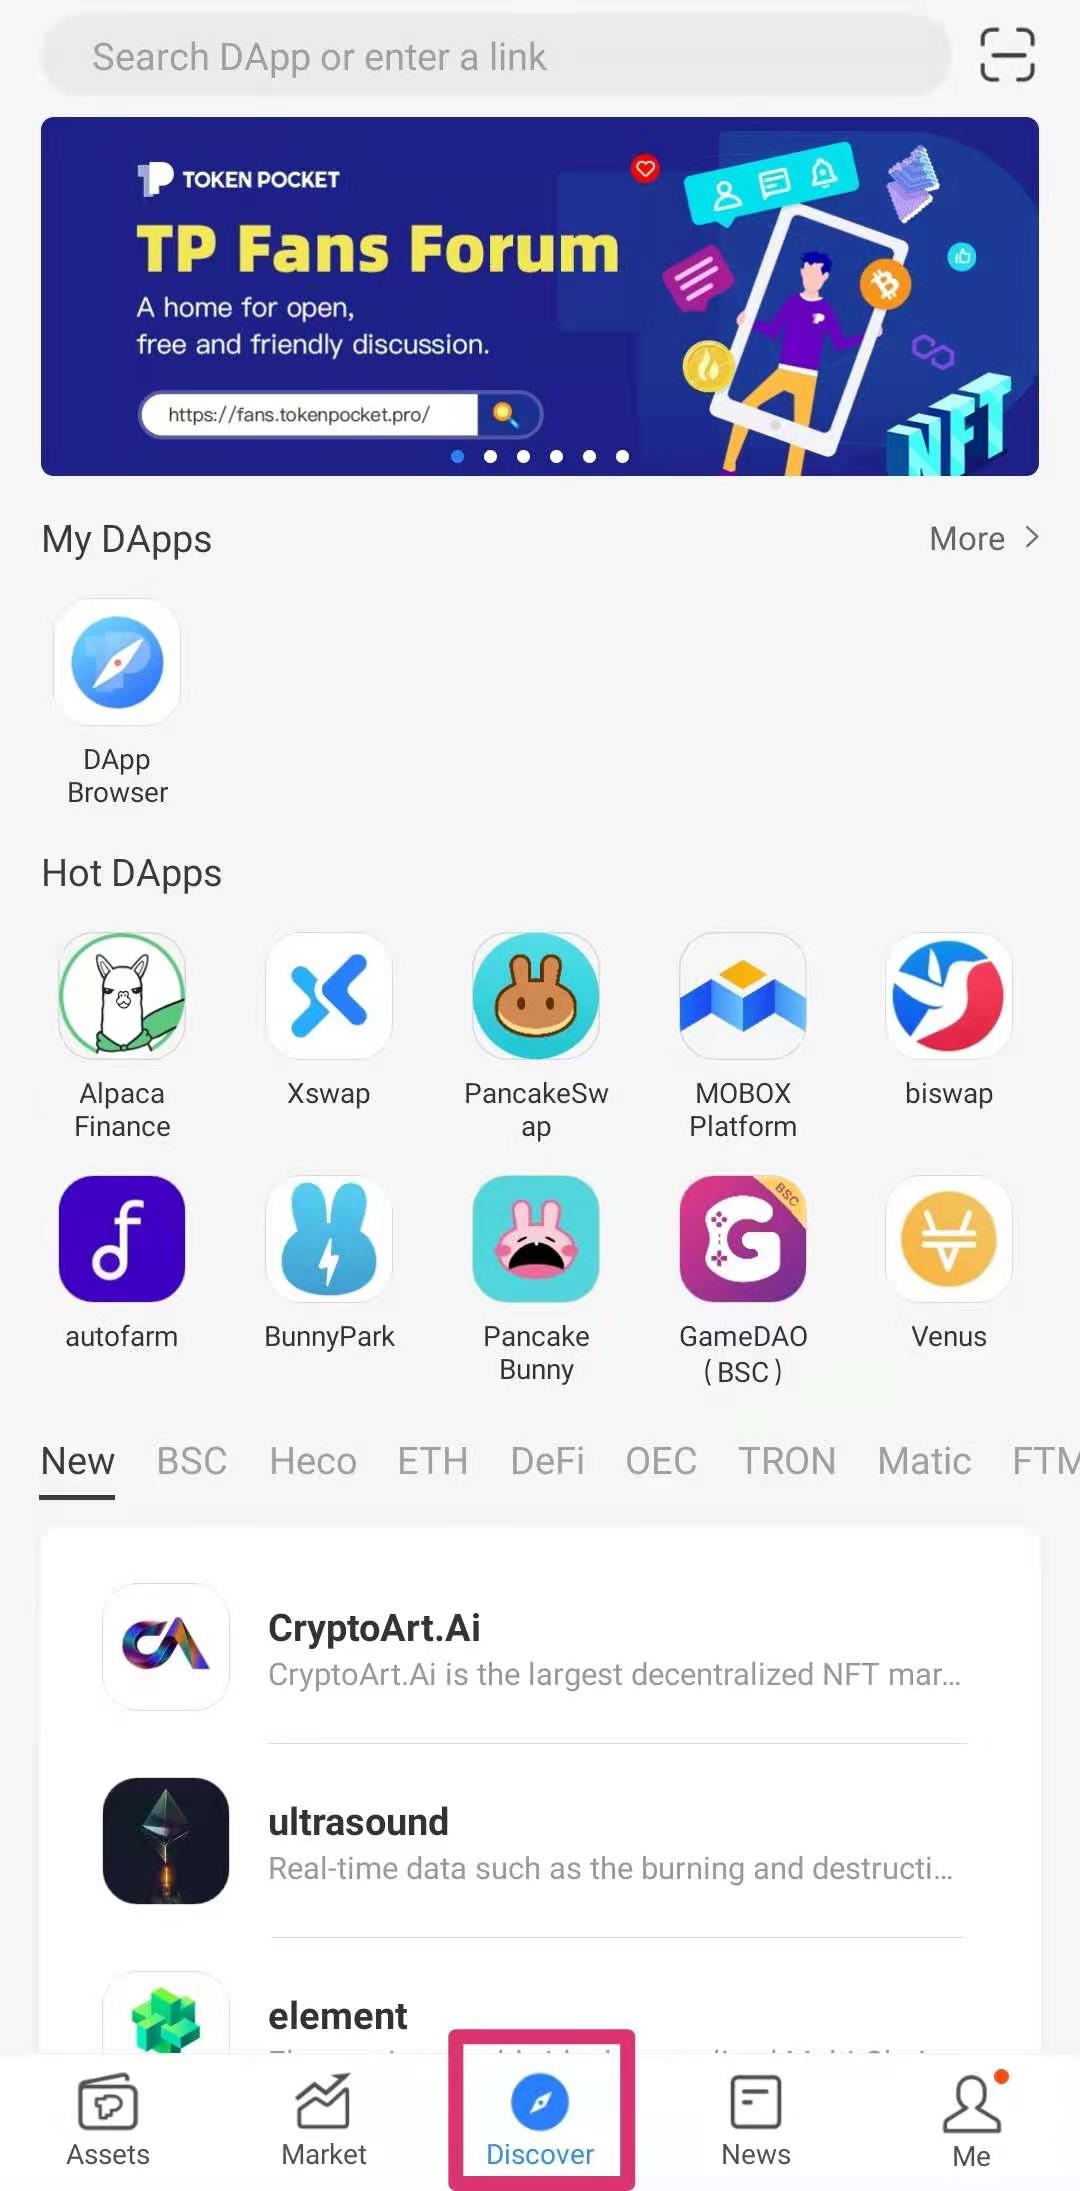 Search DApp or enter a link
TOKEN POCKET
TP Fans Forum
A home for open,
free and friendly discussion.
https://fans.tokenpocket.pro/
NFT
My DApps
More
DApp
Browser
Hot DApps
Alpaca
Finance
Xswap
PancakeSw
ap
MOBOX
Platform
biswap
BSC
autofarm
BunnyPark
Pancake
Bunny
GameDAO
(BSC)
Venus
New BSC Heco ETH DeFi OEC TRON Matic FTM
CryptoArt.Ai
CryptoArt.Ai is the largest decentralized NFT mar...
ultrasound
Real-time data such as the burning and destructi...
element
Assets
Market
Discover
News
Me